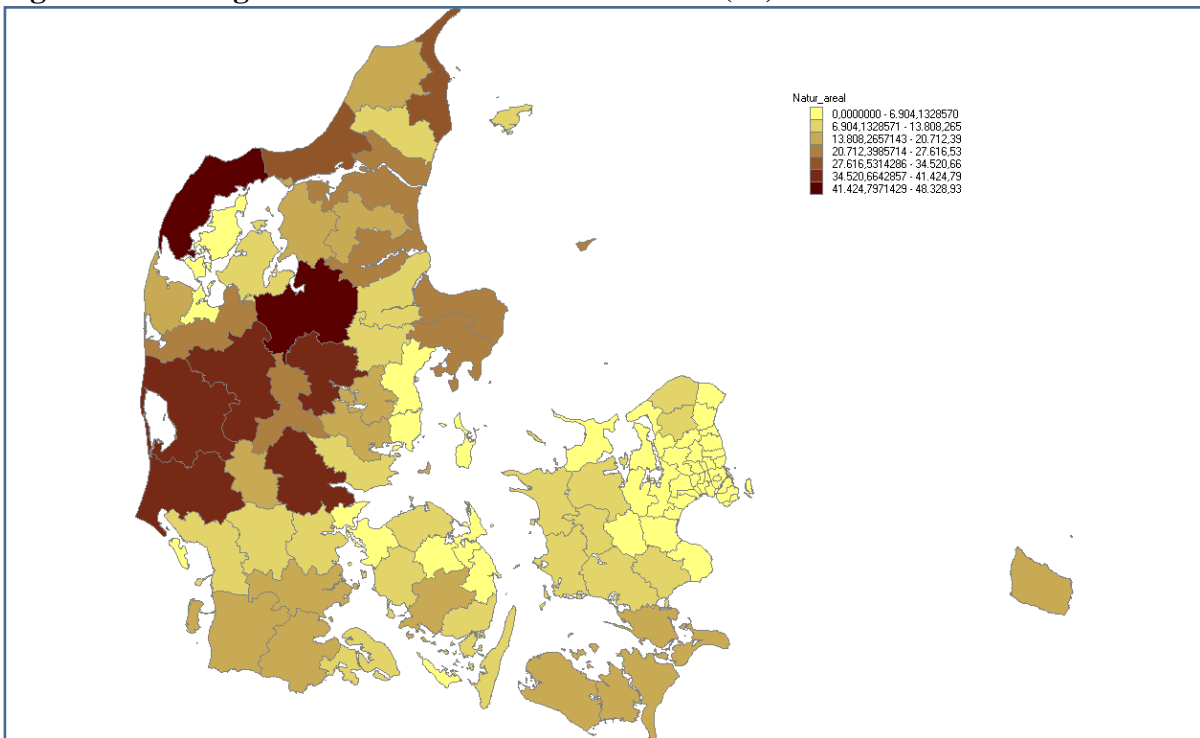 Natur_areal
0,0000000 - 6.904,1328570
6.904,1328571 - 13.808,265
13.808,2657143 - 20.712,39
20.712,3985714 - 27.616,53
27.616,5314286 - 34.520,66
34.520,6642857 - 41.424,79
41.424,7971429 - 48.328,93